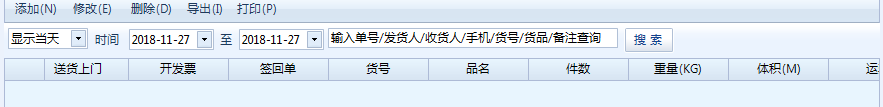 添加(N) 修改(E) 删除(D) 导出(I) 打印(P)
显示当天 时间 2018-11-27 至 2018-11-27 输入单号/发货人/收货人/手机/货号/货品/备注查询 搜 索
送货上门 开发票 签回单 货号 品名 件数 重量(KG) 体积(M)